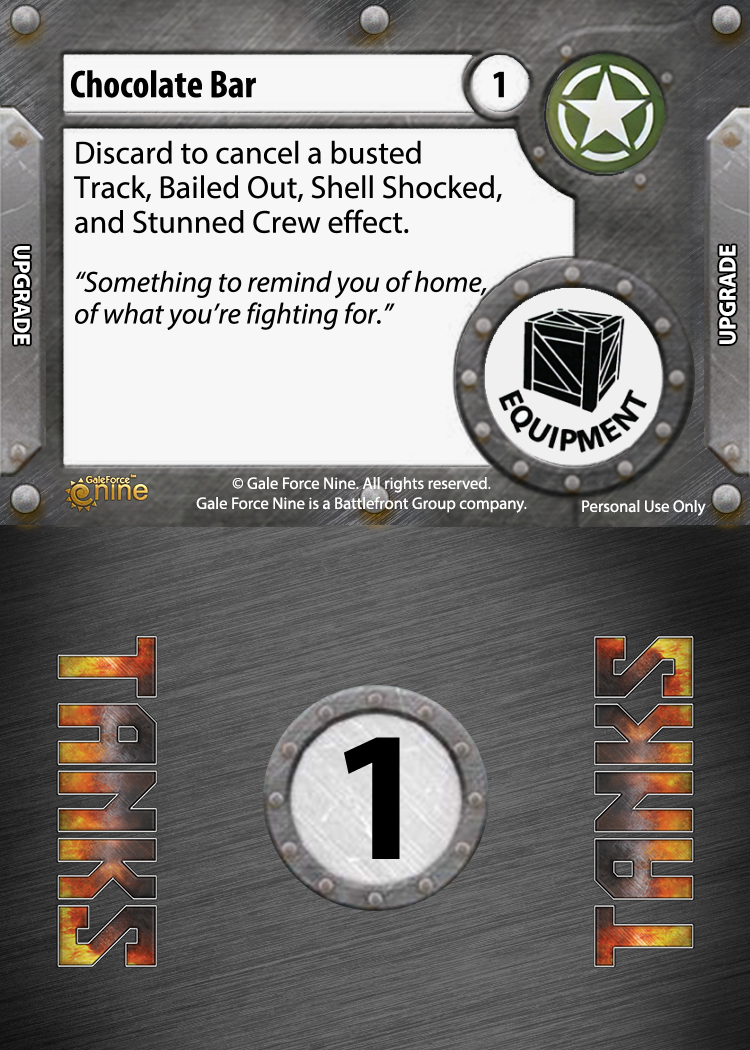 Chocolate Bar
1
Discard to cancel a busted
Track, Bailed Out, Shell Shocked,
and Stunned Crew effect.
“Something to remind you of home,
of what you’re fighting for.”
UPGRADE
UPGRADE
EQUIPMENT
GaleForce™
nine
© Gale Force Nine. All rights reserved.
Gale Force Nine is a Battlefront Group company.
Personal Use Only
TANKS
1
TANKS